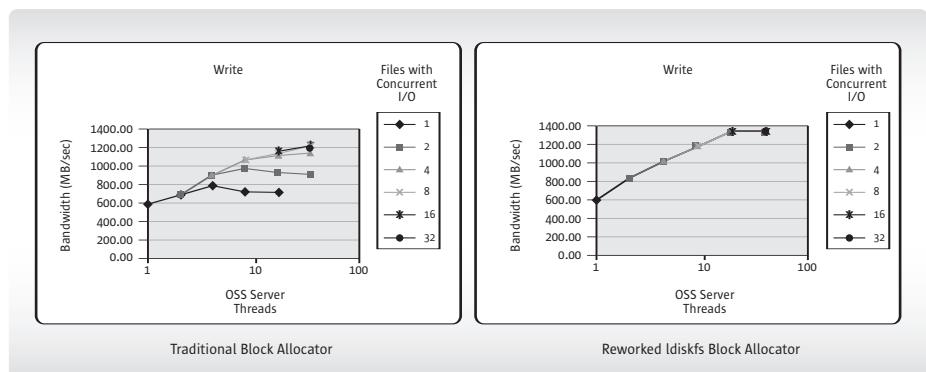 Write
Files with
Concurrent
I/O
1
2
4
8
16
32
Bandwidth (MB/sec)
1400.00
1200.00
1000.00
800.00
600.00
400.00
200.00
0.00
1
10
100
OSS Server
Threads
Traditional Block Allocator
Write
Files with
Concurrent
I/O
1
2
4
8
16
32
Bandwidth (MB/sec)
1400.00
1200.00
1000.00
800.00
600.00
400.00
200.00
0.00
1
10
100
OSS Server
Threads
Reworked ldiskfs Block Allocator